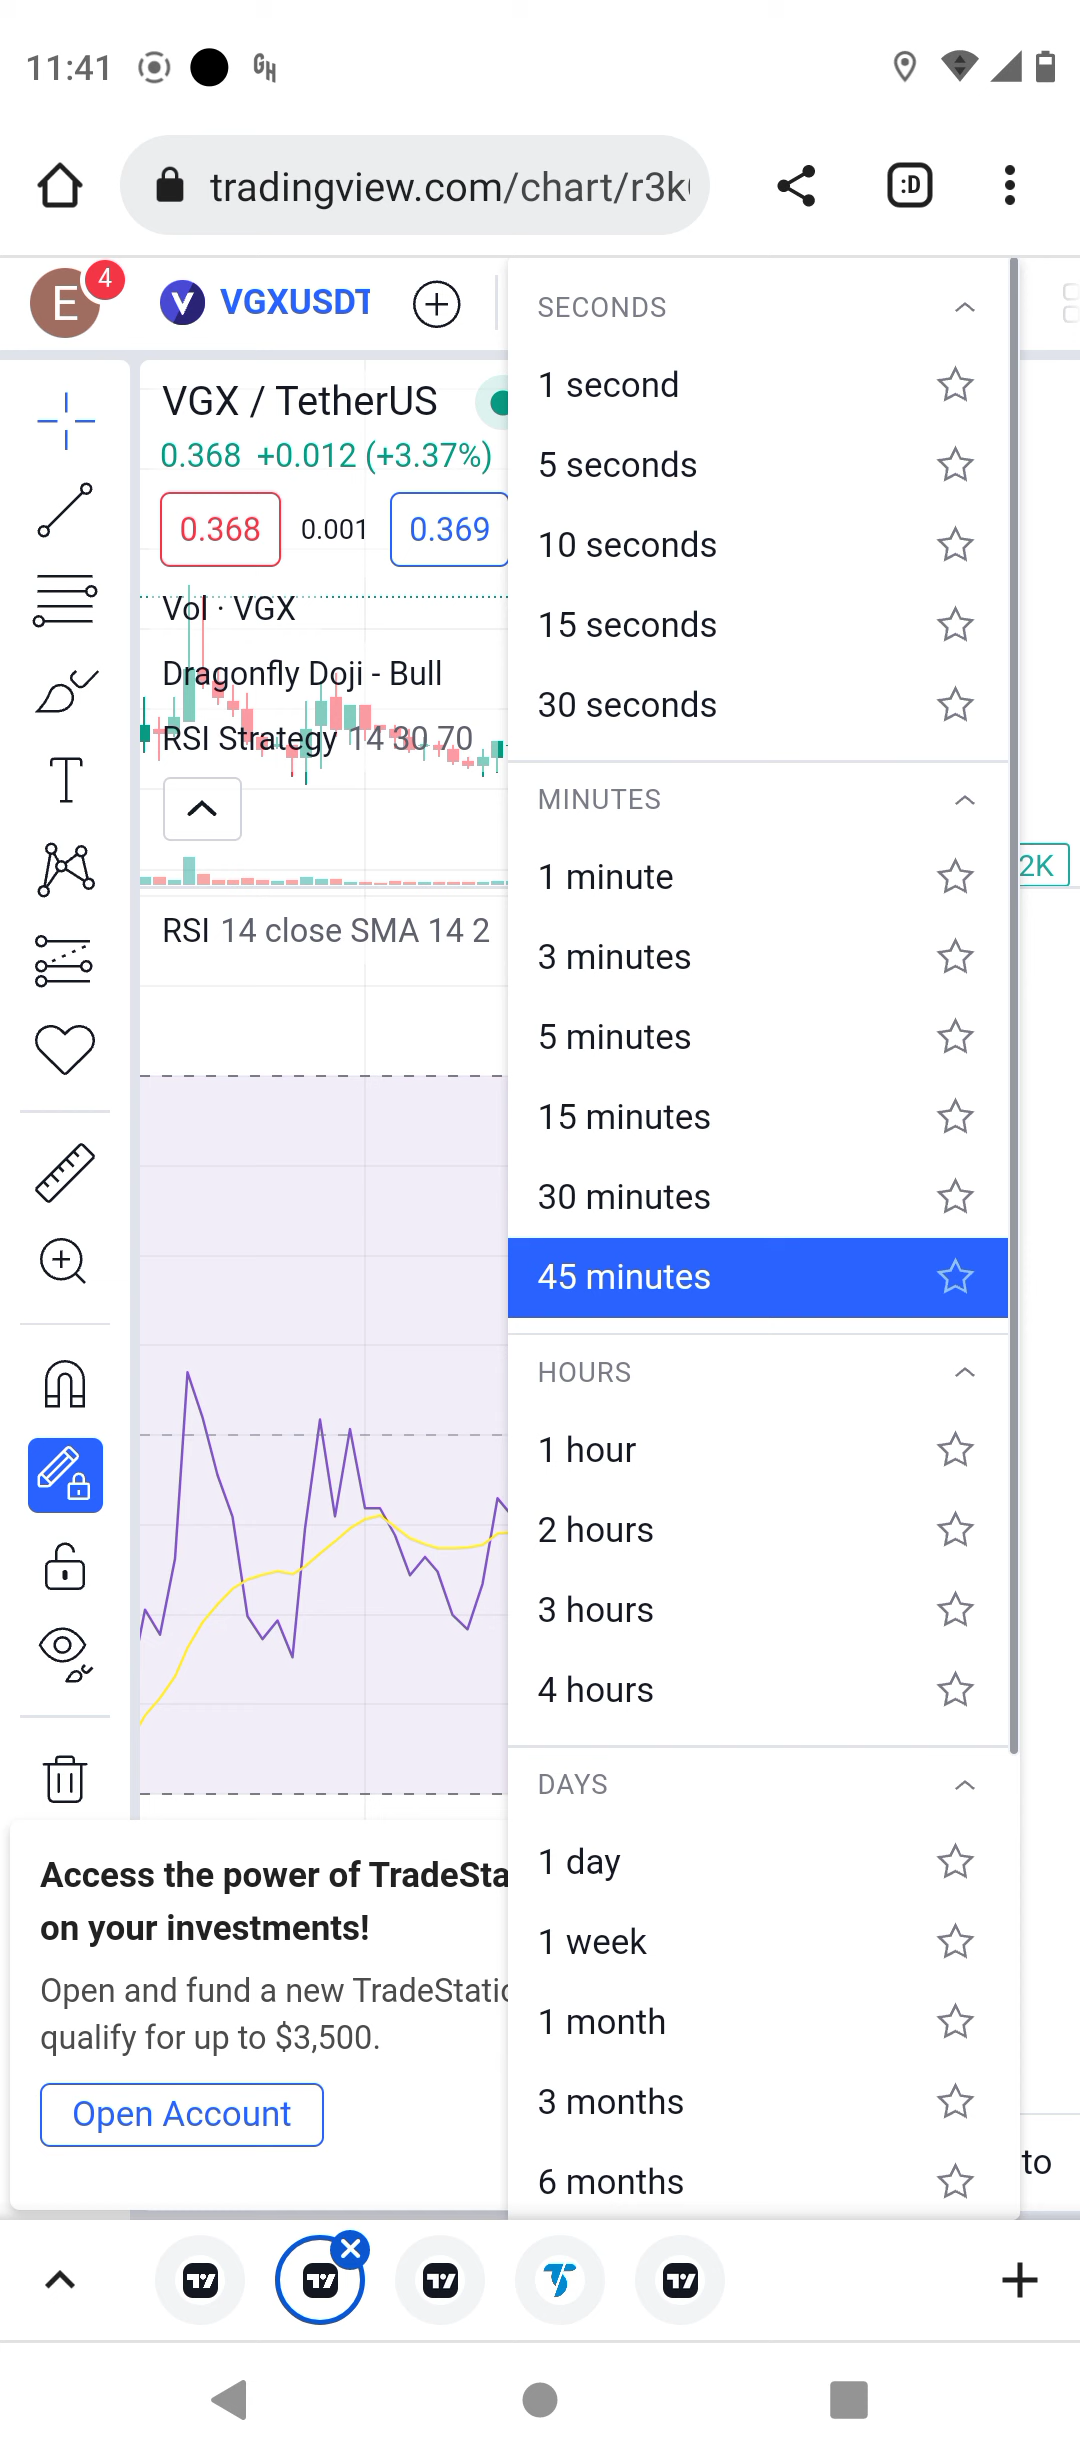 11:41
GH
tradingview.com/chart/r3k
:D
E
4
VGXUSDT
VGX / TetherUS
0.368 +0.012 (+3.37%)
0.368
0.001
0.369
Vol · VGX
Dragonfly Doji - Bull
RSI Strategy 14 30 70
RSI 14 close SMA 14 2
SECONDS
1 second
5 seconds
10 seconds
15 seconds
30 seconds
MINUTES
1 minute
3 minutes
5 minutes
15 minutes
30 minutes
45 minutes
HOURS
1 hour
2 hours
3 hours
4 hours
DAYS
1 day
1 week
1 month
3 months
6 months
2K
to
Access the power of TradeSta
on your investments!
Open and fund a new TradeStatio
qualify for up to $3,500.
Open Account